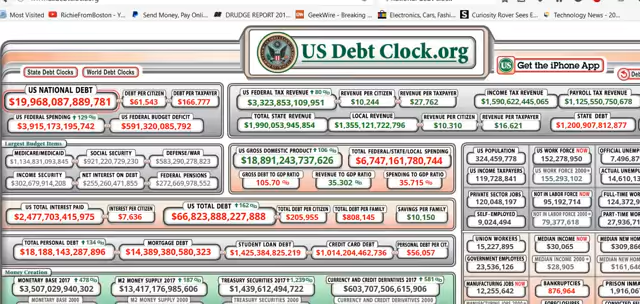 Most Visited RichieFromBoston - Y... Send Money, Pay Onl... DRUDGE REPORT 201... GeekWire - Breaking ... Electronics, Cars, Fashi... Curiosity Rover Sees E... Technology News - 20...
US Debt Clock.org
State Debt Clocks World Debt Clocks
Get the iPhone App
US NATIONAL DEBT
$19,968,087,889,781
DEBT PER CITIZEN
$61,543
DEBT PER TAXPAYER
$166,777
US FEDERAL SPENDING
$3,915,173,195,742
US FEDERAL BUDGET DEFICIT
$591,320,085,792
US FEDERAL TAX REVENUE
$3,323,853,109,951
REVENUE PER CITIZEN
$10,244
REVENUE PER TAXPAYER
$27,762
INCOME TAX REVENUE
$1,590,622,445,065
PAYROLL TAX REVENUE
$1,125,550,750,678
TOTAL STATE REVENUE
$1,990,053,945,854
LOCAL REVENUE
$1,355,121,722,796
REVENUE PER CITIZEN
$10,310
REVENUE PER TAXPAYER
$16,621
STATE DEBT
$1,200,907,812,877
Largest Budget Items
MEDICARE/MEDICAID
$1,134,831,093,845
SOCIAL SECURITY
$921,220,729,230
DEFENSE/WAR
$583,290,278,823
INCOME SECURITY
$302,679,914,208
NET INTEREST ON DEBT
$255,260,471,855
FEDERAL PENSIONS
$272,669,978,552
US GROSS DOMESTIC PRODUCT
$18,891,243,737,626
TOTAL FEDERAL/STATE/LOCAL SPENDING
$6,747,161,780,744
GROSS DEBT TO GDP RATIO
105.70 %
REVENUE TO GDP RATIO
35.302 %
SPENDING TO GDP RATIO
35.715 %
US POPULATION
324,459,778
US WORK FORCE NOW
152,278,950
US INCOME TAXPAYERS
119,728,841
US WORK FORCE 2000
155,293,102
PRIVATE SECTOR JOBS
120,048,197
NOT IN LABOR FORCE NOW
95,192,714
SELF-EMPLOYED
9,024,494
NOT IN LABOR FORCE 2000
79,377,618
US TOTAL INTEREST PAID
$2,477,703,415,975
INTEREST PER CITIZEN
$7,636
US TOTAL DEBT
$66,823,888,227,888
TOTAL DEBT PER CITIZEN
$205,955
TOTAL DEBT PER FAMILY
$808,145
SAVINGS PER FAMILY
$10,150
TOTAL PERSONAL DEBT
$18,188,143,287,896
MORTGAGE DEBT
$14,389,380,580,323
STUDENT LOAN DEBT
$1,425,384,825,219
CREDIT CARD DEBT
$1,014,204,462,736
PERSONAL DEBT PER CIT.
$56,057
UNION WORKERS
15,227,895
MEDIAN INCOME NOW
$30,065
GOVERNMENT EMPLOYEES
23,536,126
MEDIAN INCOME 2000
$28,905
Money Creation
MONETARY BASE 2017
$3,507,029,940,302
M2 MONEY SUPPLY 2017
$13,417,176,985,606
TREASURY SECURITIES 2017
$1,439,612,494,722
CURRENCY AND CREDIT DERIVATIVES 2017
$603,707,506,615,906
MANUFACTURING JOBS NOW
12,255,642
BANKRUPTCIES
876,964
MONETARY BASE 2000
M2 MONEY SUPPLY 2000
TREASURY SECURITIES 2000
CURRENCY AND CREDIT DERIVATIVES 2000